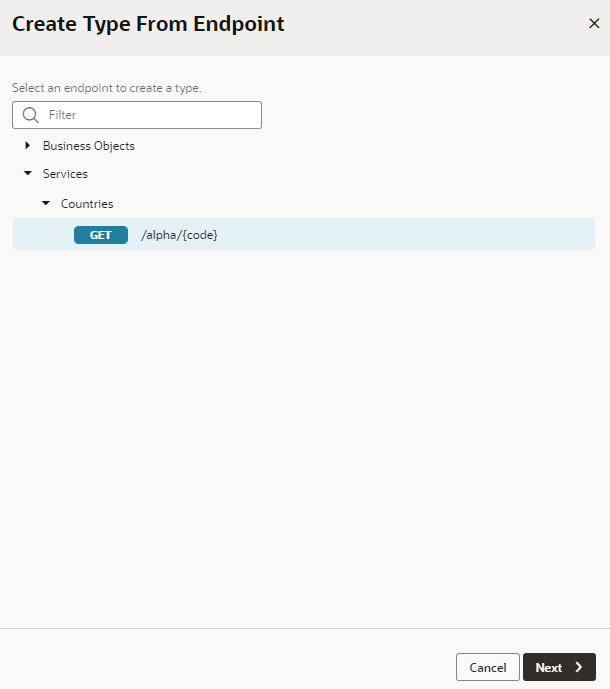 Create Type From Endpoint
Select an endpoint to create a type.
Filter
Business Objects
Services
Countries
GET /alpha/{code}
Cancel Next